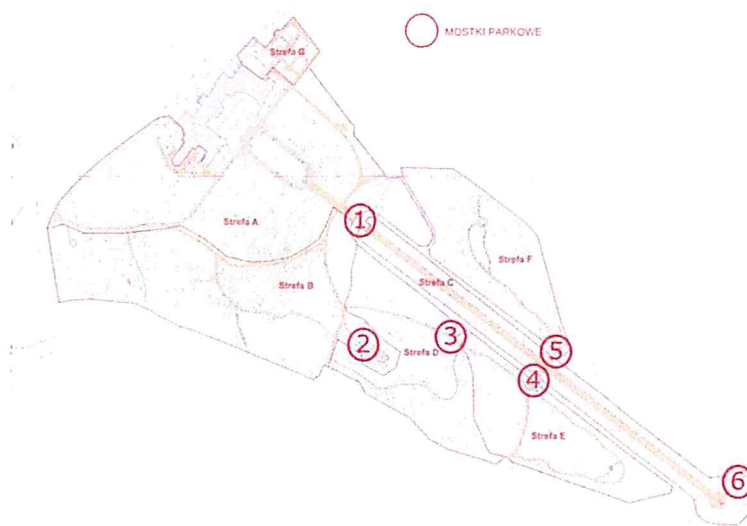 MOSTKI PARKOWE
Strefa G
Strefa A
1
Strefa F
Strefa B
Strefa C
2
3
Strefa D
5
4
Strefa E
6